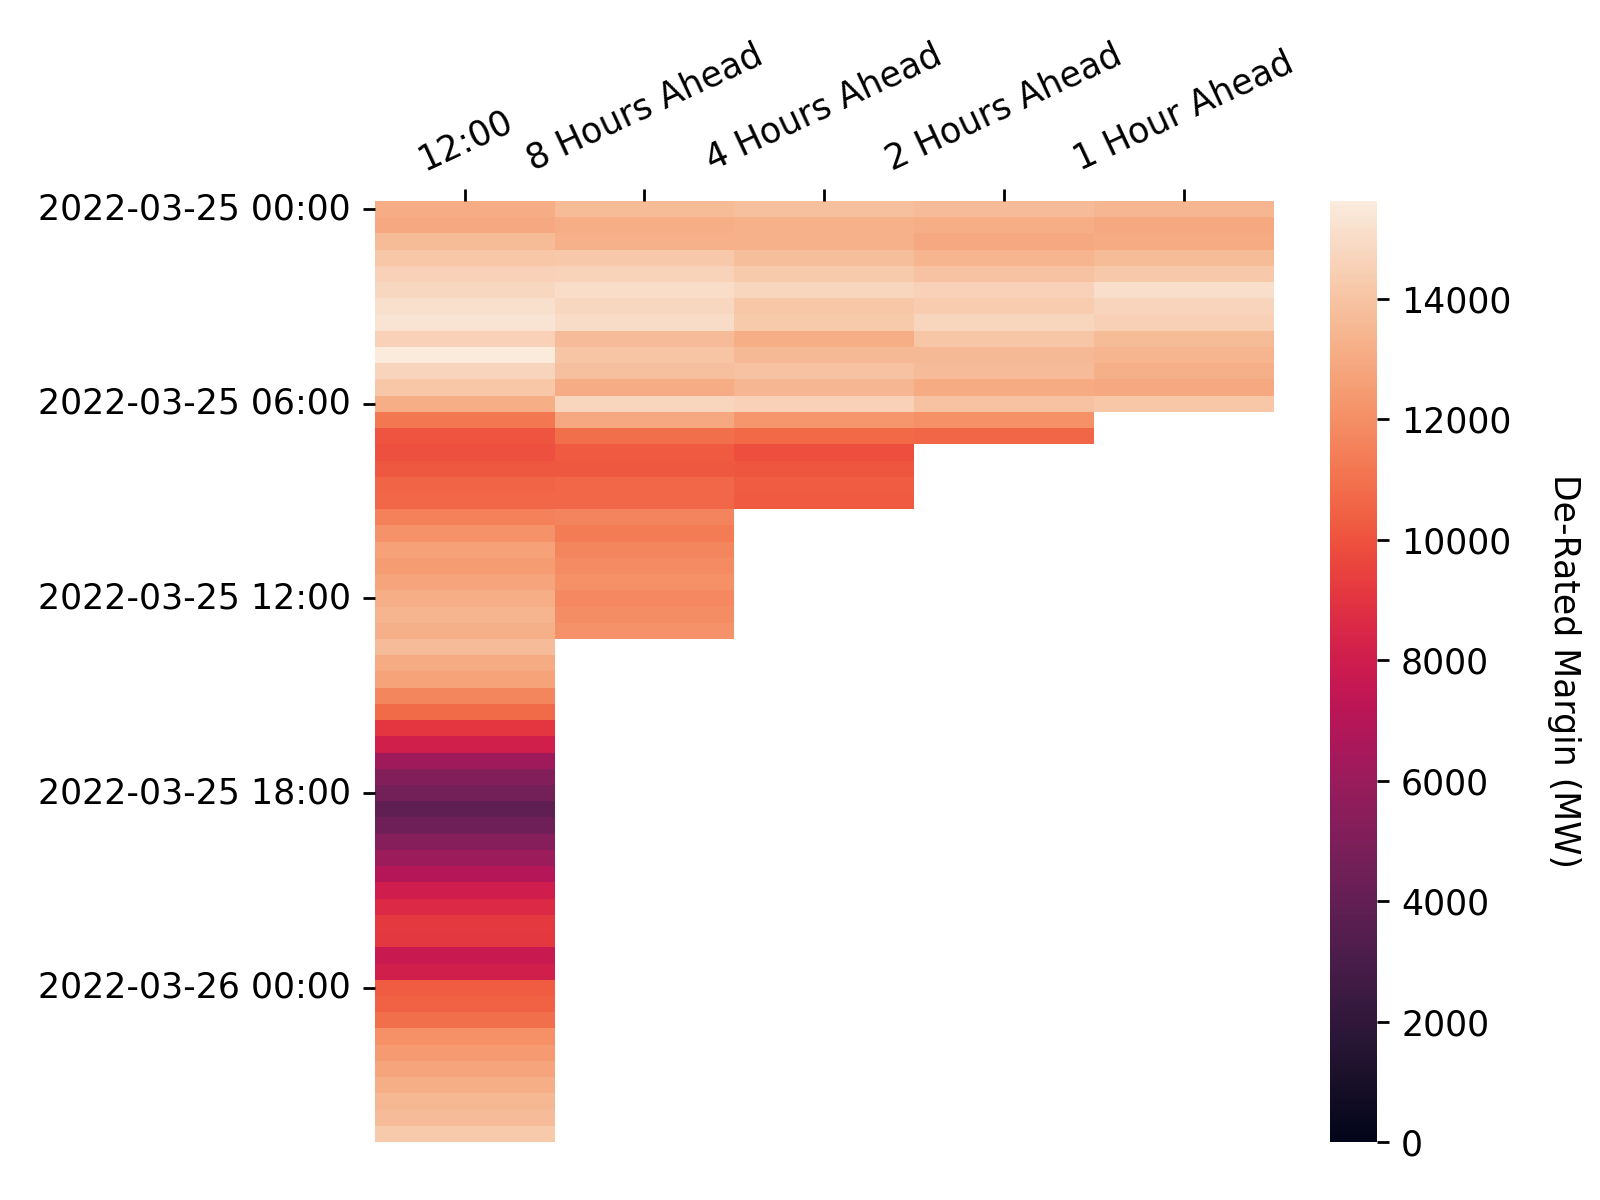 12:00
8 Hours Ahead
4 Hours Ahead
2 Hours Ahead
1 Hour Ahead
2022-03-25 00:00
2022-03-25 06:00
2022-03-25 12:00
2022-03-25 18:00
2022-03-26 00:00
14000
12000
10000
8000
6000
4000
2000
0
De-Rated Margin (MW)